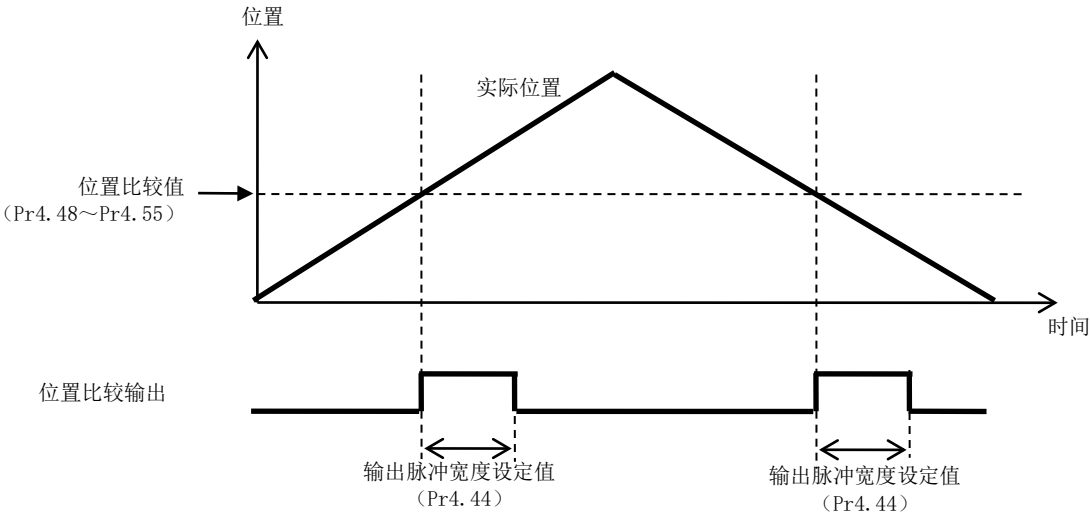 位置
实际位置
位置比较值
（Pr4.48～Pr4.55）
时间
位置比较输出
输出脉冲宽度设定值
（Pr4.44）
输出脉冲宽度设定值
（Pr4.44）